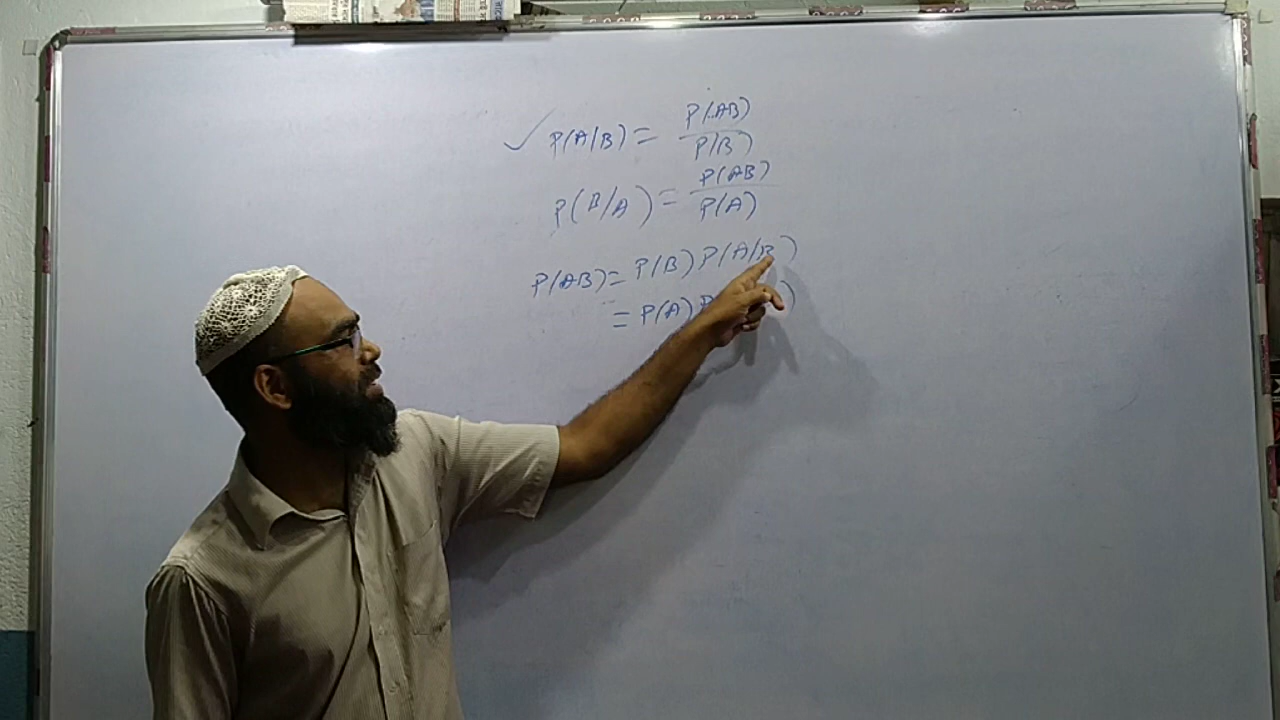 ✓ P(A/B) = P(AB) / P(B)
P(B/A) = P(AB) / P(A)
P(AB) = P(B) P(A/B)
= P(A) P )